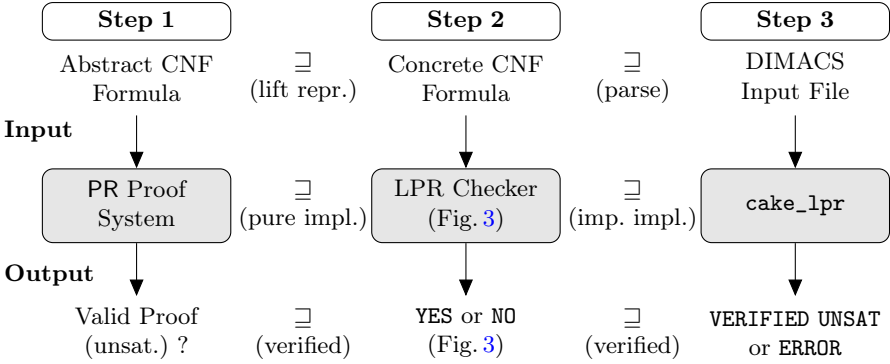 Step 1 Step 2 Step 3
Abstract CNF ⊒ Concrete CNF ⊒ DIMACS
Formula (lift repr.) Formula (parse) Input File
Input
PR Proof ⊒ LPR Checker ⊒ cake_lpr
System (pure impl.) (Fig. 3) (imp. impl.)
Output
Valid Proof ⊒ YES or NO ⊒ VERIFIED UNSAT
(unsat.) ? (verified) (Fig. 3) (verified) or ERROR